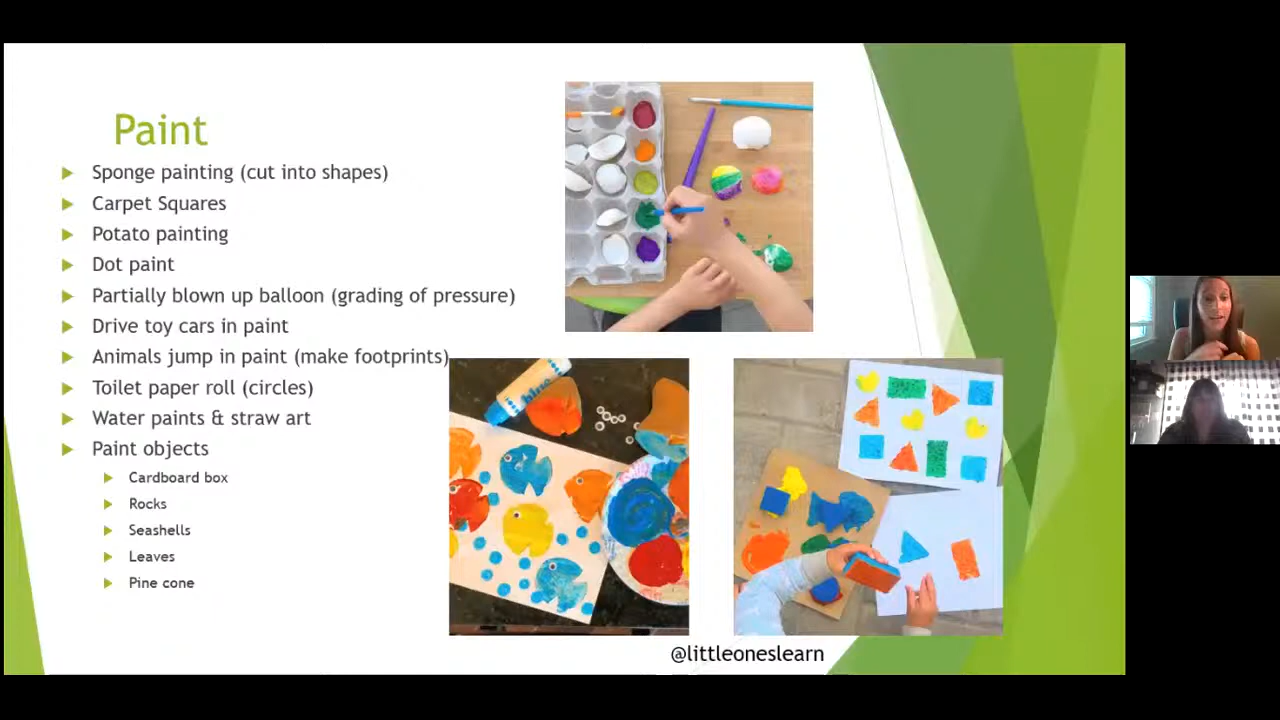 Paint
Sponge painting (cut into shapes)
Carpet Squares
Potato painting
Dot paint
Partially blown up balloon (grading of pressure)
Drive toy cars in paint
Animals jump in paint (make footprints)
Toilet paper roll (circles)
Water paints & straw art
Paint objects
Cardboard box
Rocks
Seashells
Leaves
Pine cone
blue
@littleoneslearn